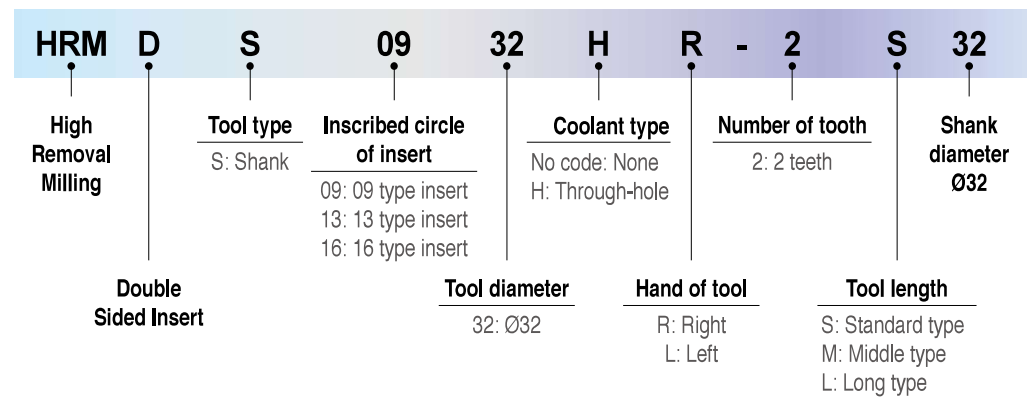 HRM D S 09 32 H R - 2 S 32
High
Removal
Milling
Tool type
S: Shank
Inscribed circle
of insert
09: 09 type insert
13: 13 type insert
16: 16 type insert
Coolant type
No code: None
H: Through-hole
Number of tooth
2: 2 teeth
Shank
diameter
Ø32
Double
Sided Insert
Tool diameter
32: Ø32
Hand of tool
R: Right
L: Left
Tool length
S: Standard type
M: Middle type
L: Long type